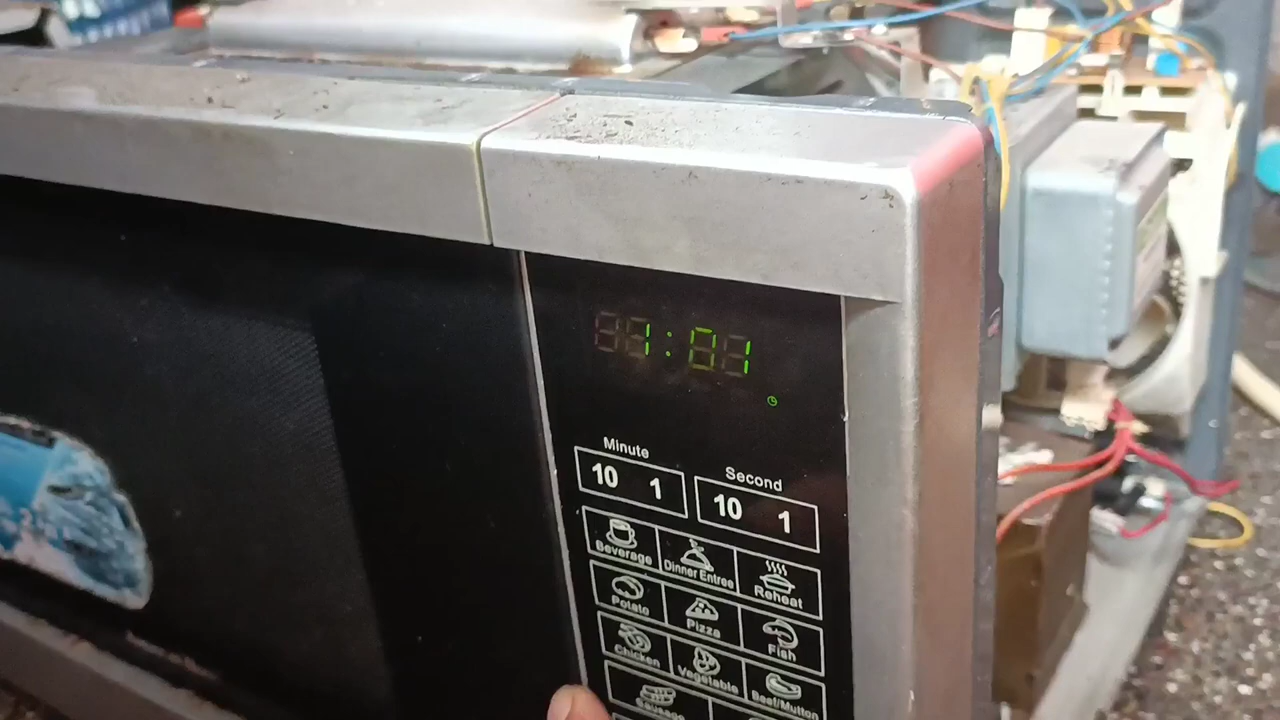 1:01
Minute
10 1
Second
10 1
Beverage
Dinner Entree
Reheat
Potato
Pizza
Fish
Chicken
Vegetable
Beef/Mutton
Sausage